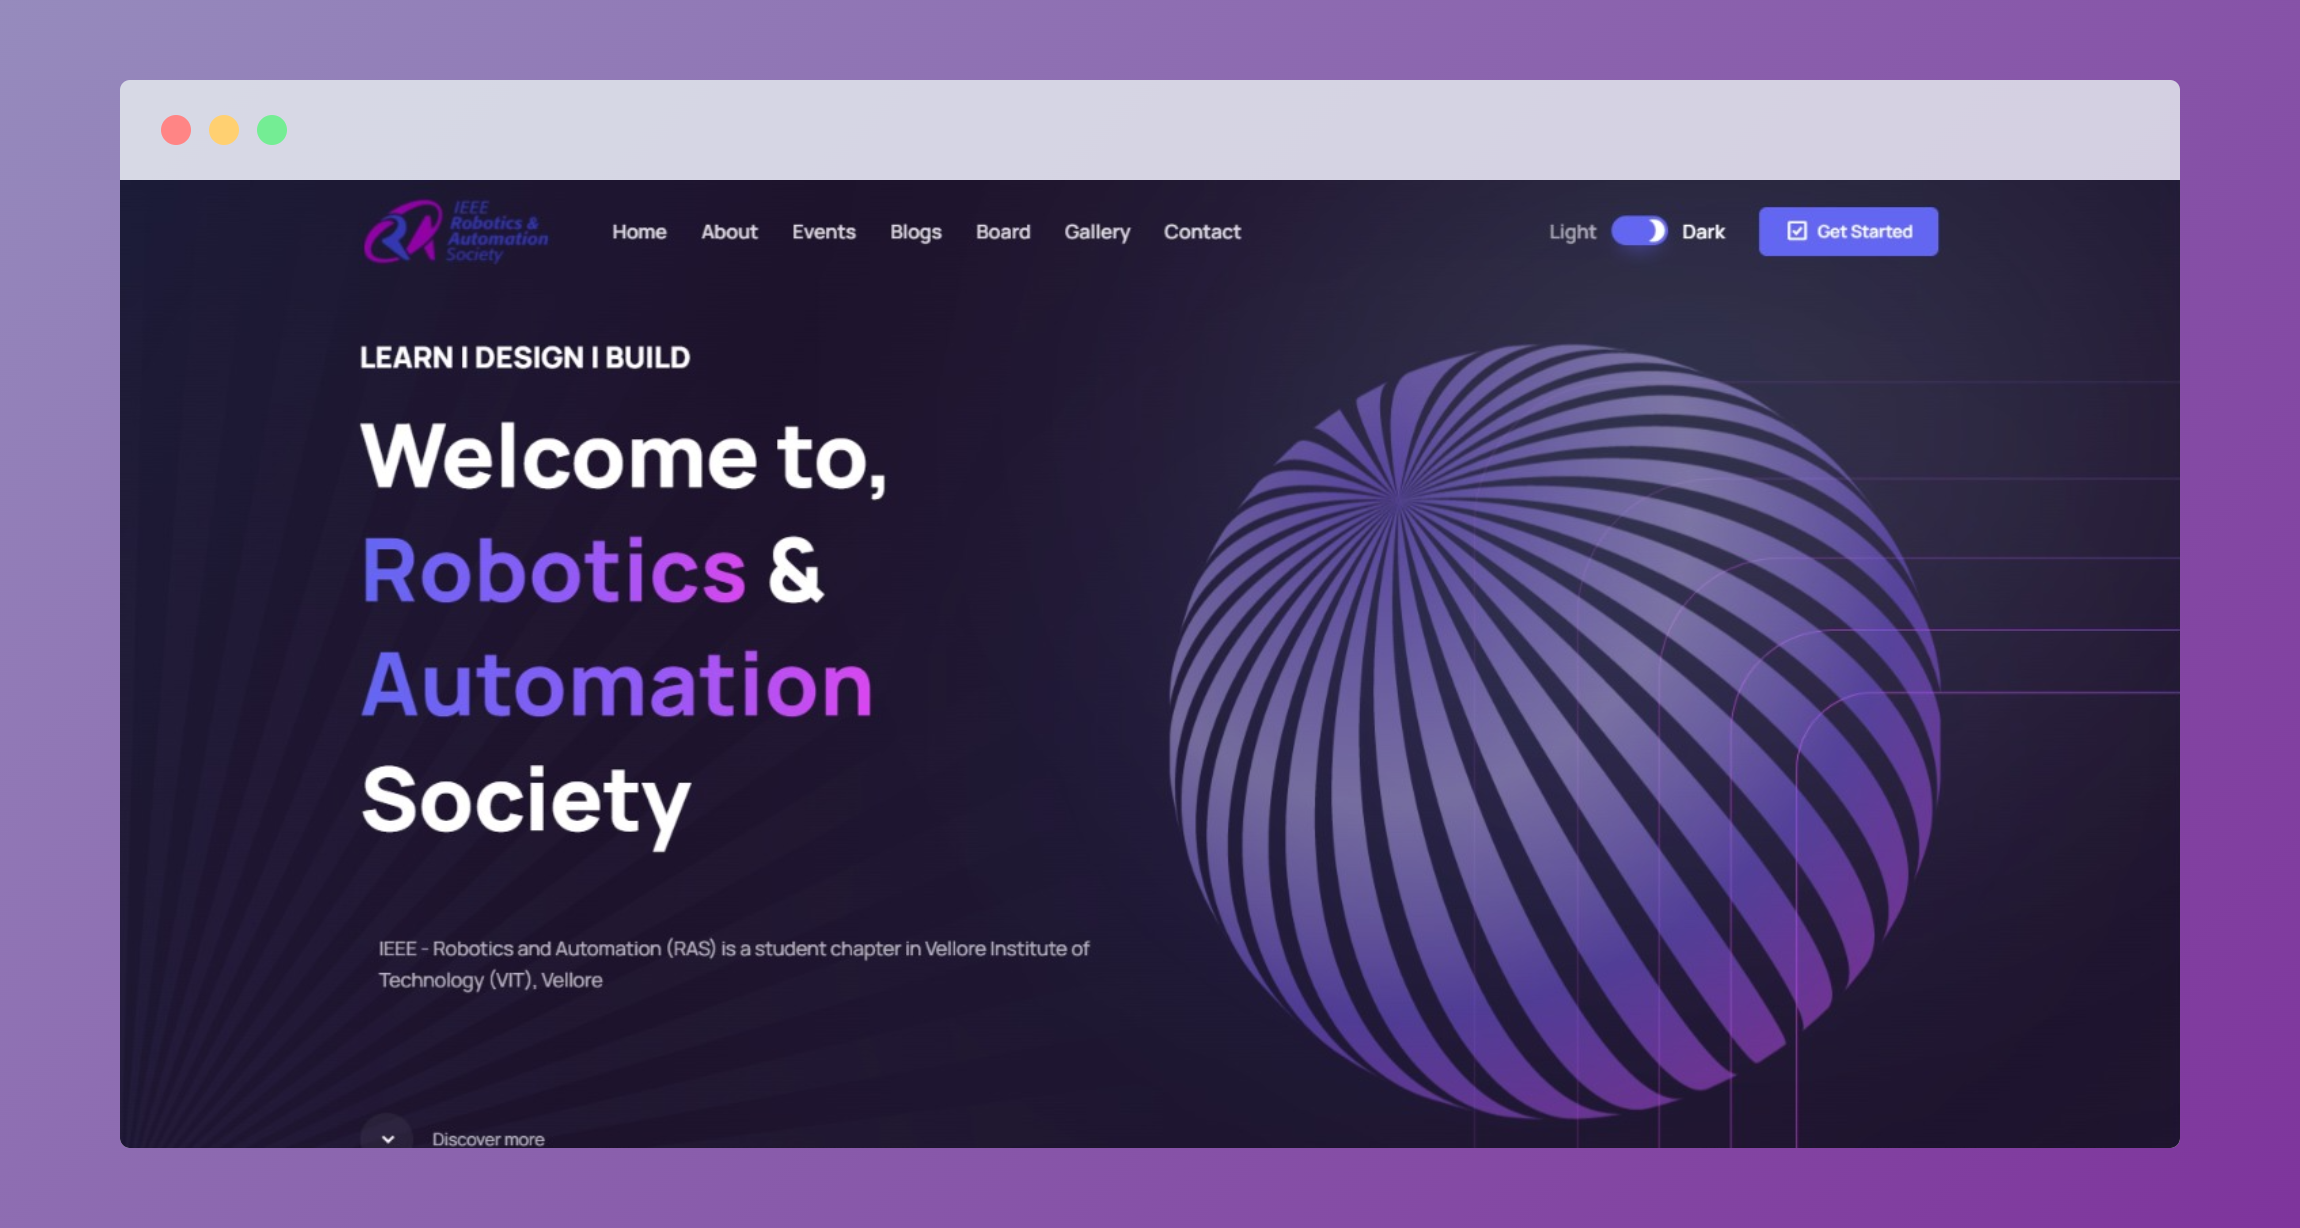 IEEE
Robotics &
Automation
Society
Home About Events Blogs Board Gallery Contact
Light Dark Get Started
LEARN | DESIGN | BUILD
Welcome to,
Robotics &
Automation
Society
IEEE - Robotics and Automation (RAS) is a student chapter in Vellore Institute of
Technology (VIT), Vellore
Discover more